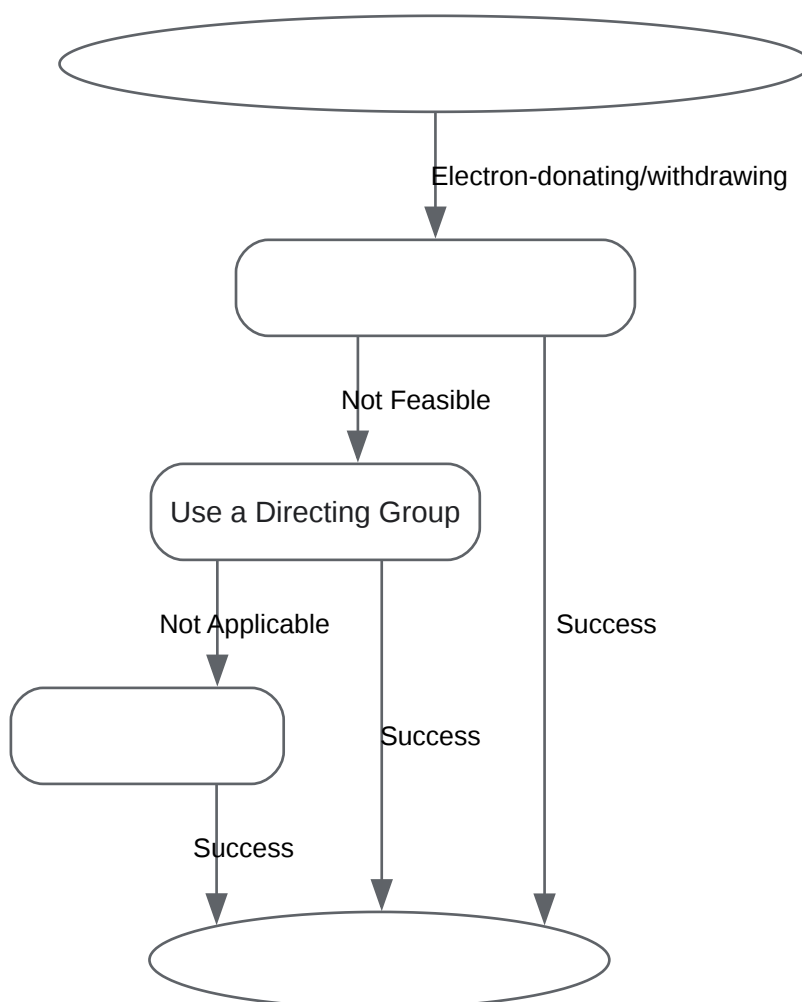 Electron-donating/withdrawing
Not Feasible
Use a Directing Group
Not Applicable
Success
Success
Success